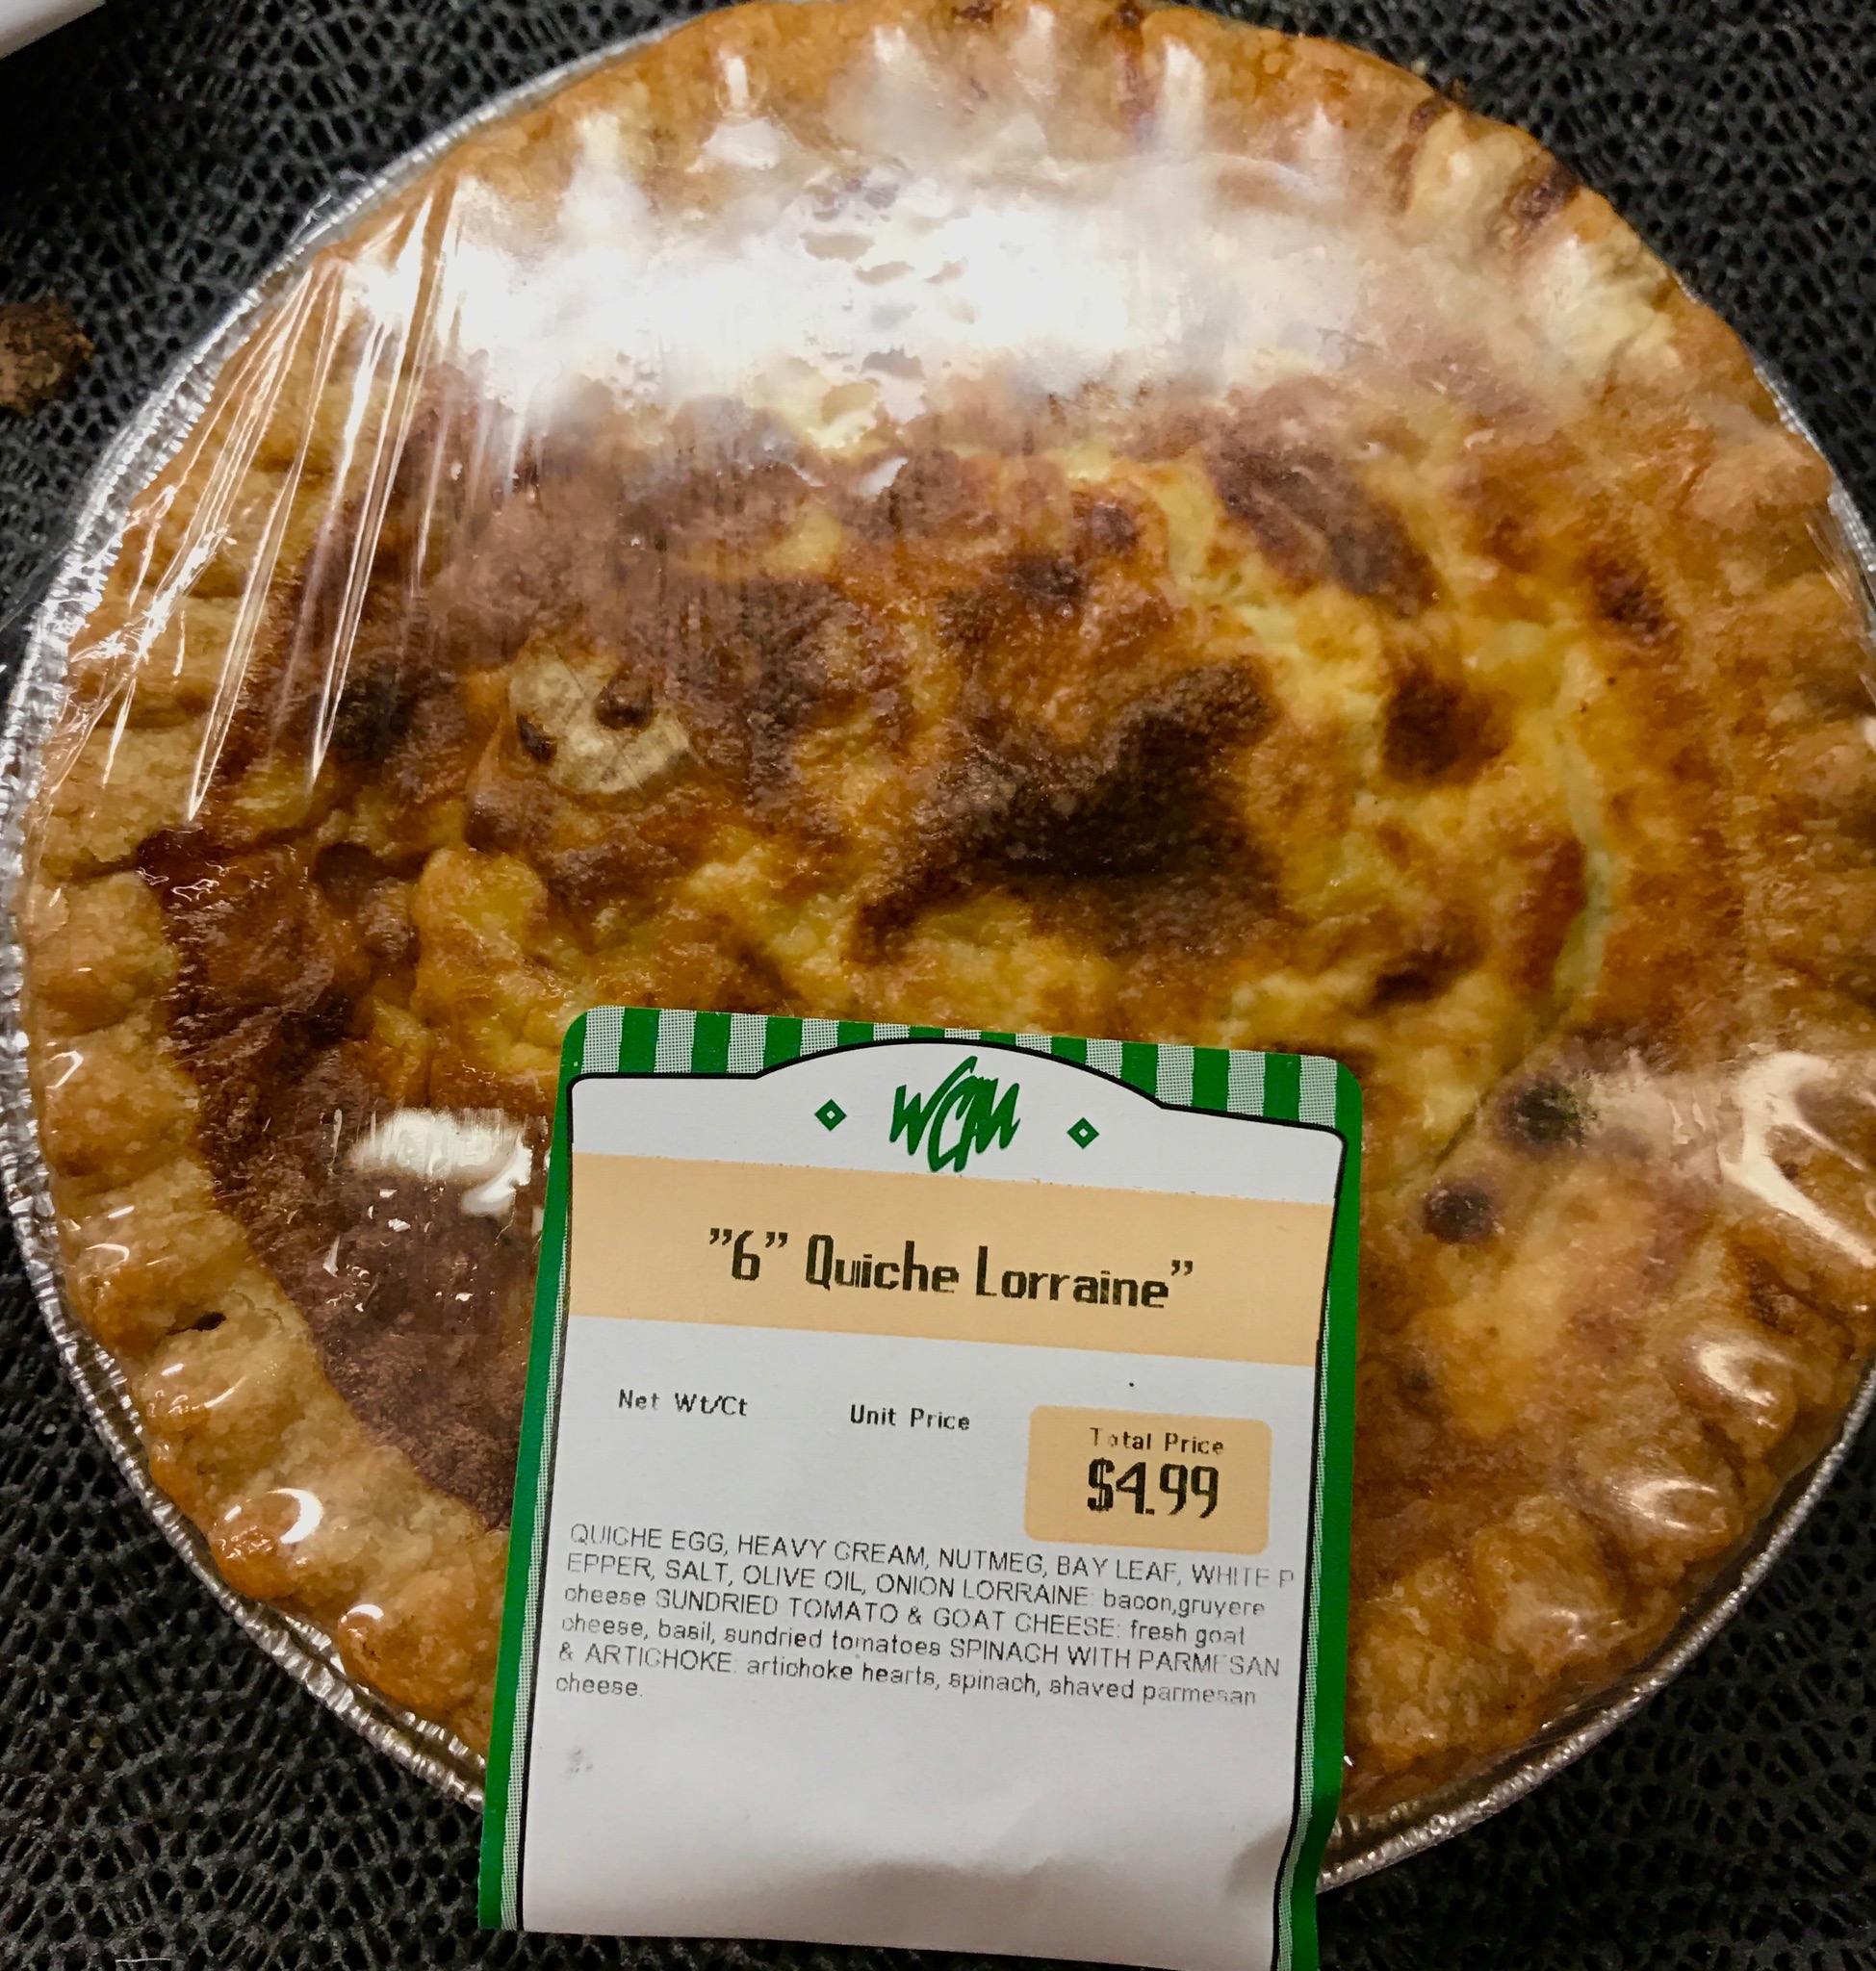 WCM
"6" Quiche Lorraine"
Net Wt/Ct Unit Price Total Price
$4.99
QUICHE EGG, HEAVY CREAM, NUTMEG, BAY LEAF, WHITE P
EPPER, SALT, OLIVE OIL, ONION LORRAINE: bacon,gruyere
cheese SUNDRIED TOMATO & GOAT CHEESE: fresh goat
cheese, basil, sundried tomatoes SPINACH WITH PARMESAN
& ARTICHOKE: artichoke hearts, spinach, shaved parmesan
cheese.